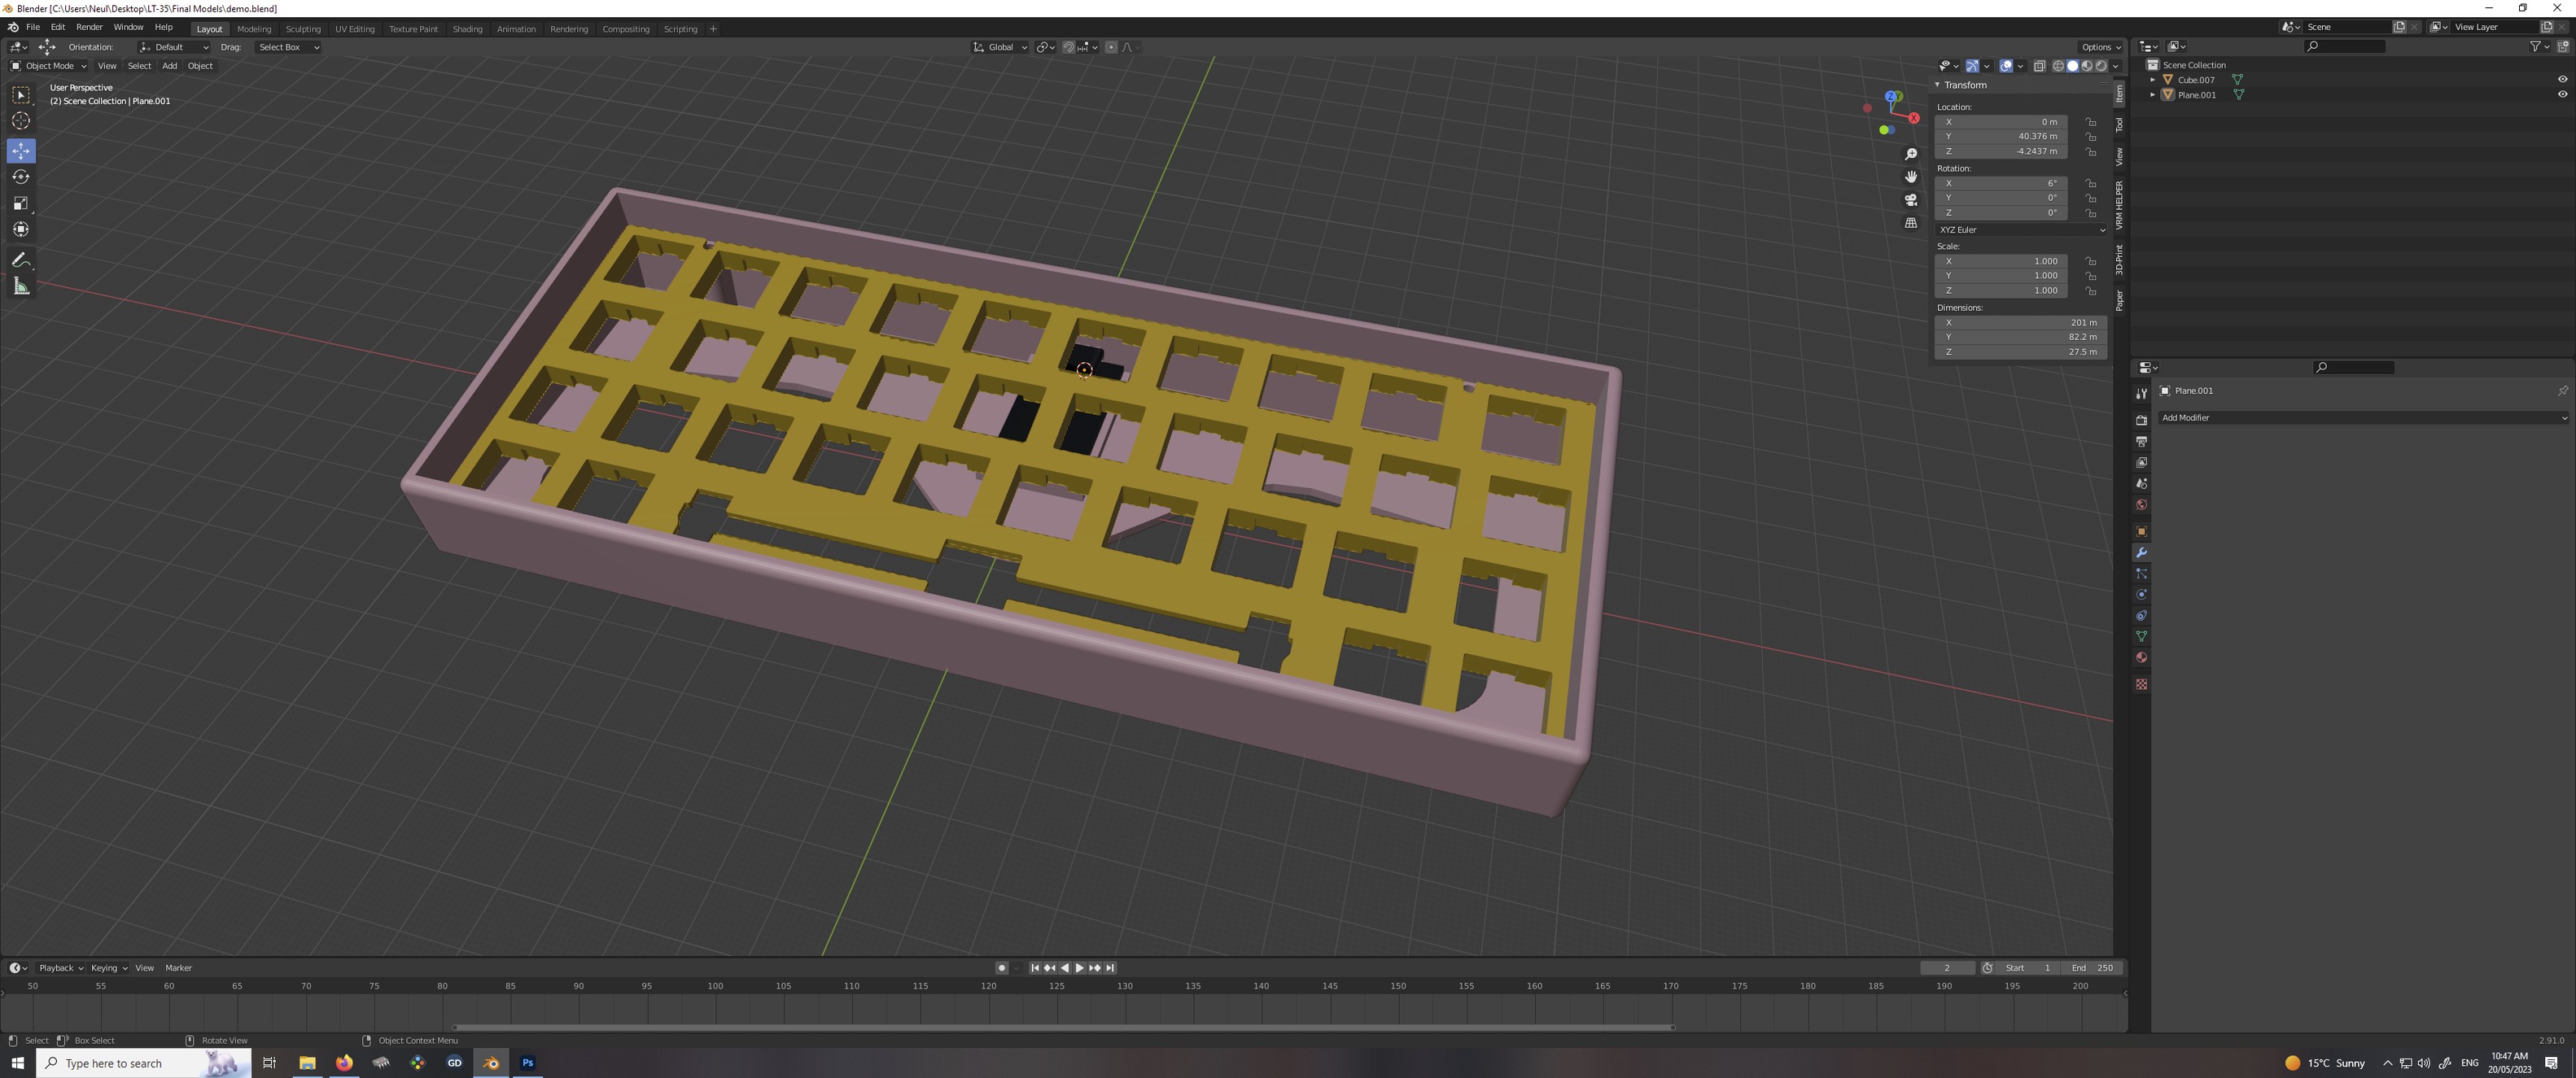 Blender [C:\Users\Neul\Desktop\LT-35\Final Models\demo.blend]
File Edit Render Window Help Layout Modeling Sculpting UV Editing Texture Paint Shading Animation Rendering Compositing Scripting + Scene View Layer
Orientation: Default Drag: Select Box Global Options
Object Mode View Select Add Object
User Perspective
(2) Scene Collection | Plane.001
Z Y X
Transform
Location:
X 0 m
Y 40.376 m
Z -4.2437 m
Rotation:
X 6°
Y 0°
Z 0°
XYZ Euler
Scale:
X 1.000
Y 1.000
Z 1.000
Dimensions:
X 201 m
Y 82.2 m
Z 27.5 m
Item
Tool
View
VRM HELPER
3D-Print
Paper
Scene Collection
Cube.007
Plane.001
Plane.001
Add Modifier
Playback Keying View Marker 2 Start 1 End 250
50 55 60 65 70 75 80 85 90 95 100 105 110 115 120 125 130 135 140 145 150 155 160 165 170 175 180 185 190 195 200
Select Box Select Rotate View Object Context Menu 2.91.0
Type here to search GD Ps 15°C Sunny ENG 10:47 AM
20/05/2023